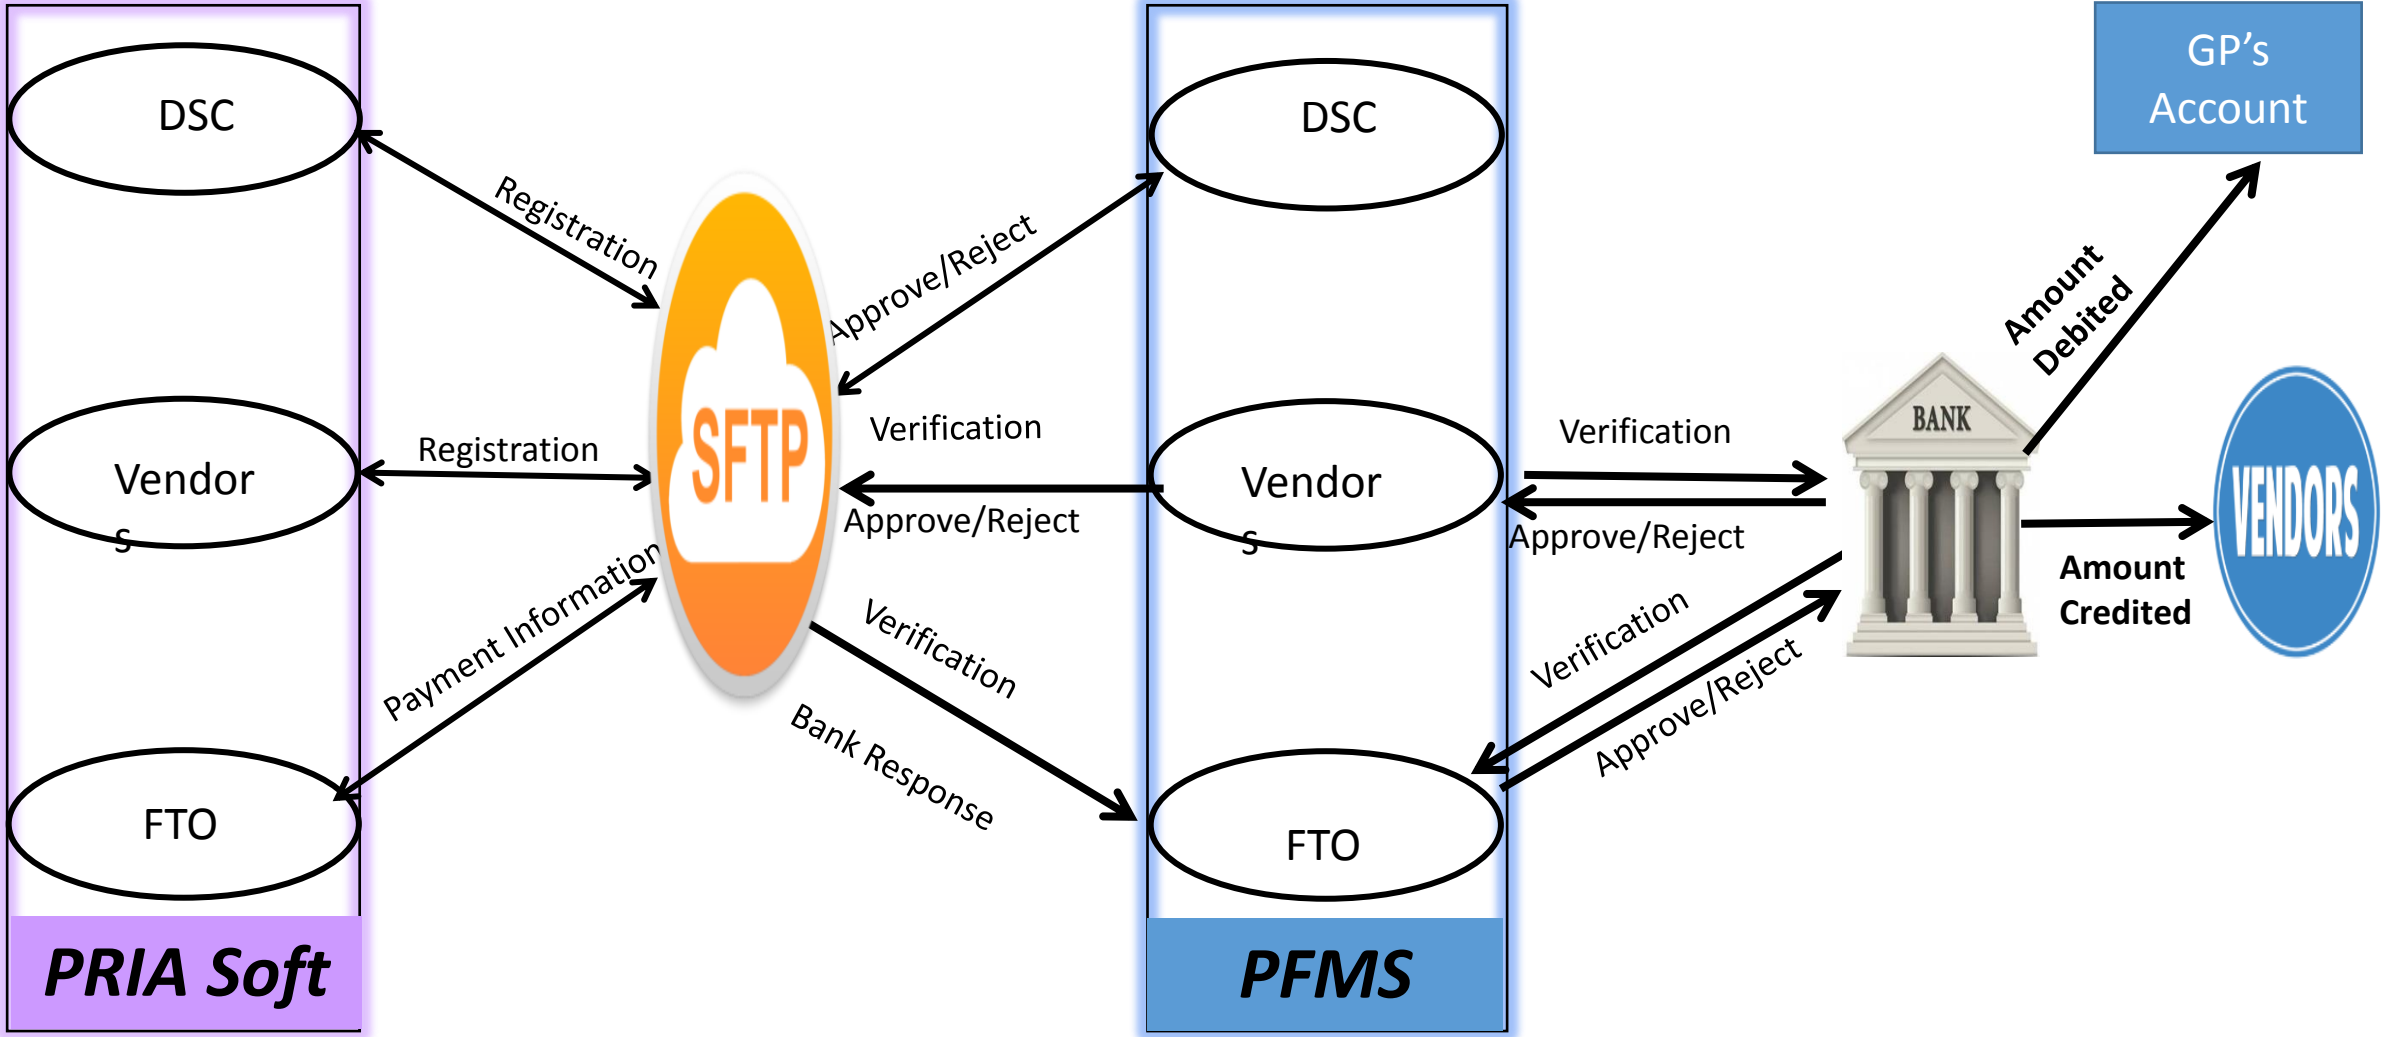 DSC
Vendor
s
FTO
PRIA Soft
Registration
Registration
Payment Information
SFTP
Approve/Reject
Verification
Approve/Reject
Verification
Bank Response
DSC
Vendor
s
FTO
PFMS
Verification
Approve/Reject
Verification
Approve/Reject
BANK
Amount
Debited
GP's
Account
Amount
Credited
VENDORS